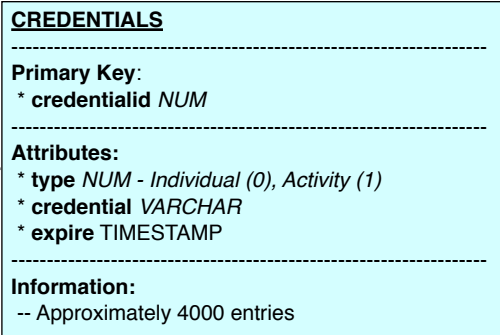 CREDENTIALS
-------------------------------------------------------------------
Primary Key:
* credentialid NUM
-------------------------------------------------------------------
Attributes:
* type NUM - Individual (0), Activity (1)
* credential VARCHAR
* expire TIMESTAMP
-------------------------------------------------------------------
Information:
-- Approximately 4000 entries